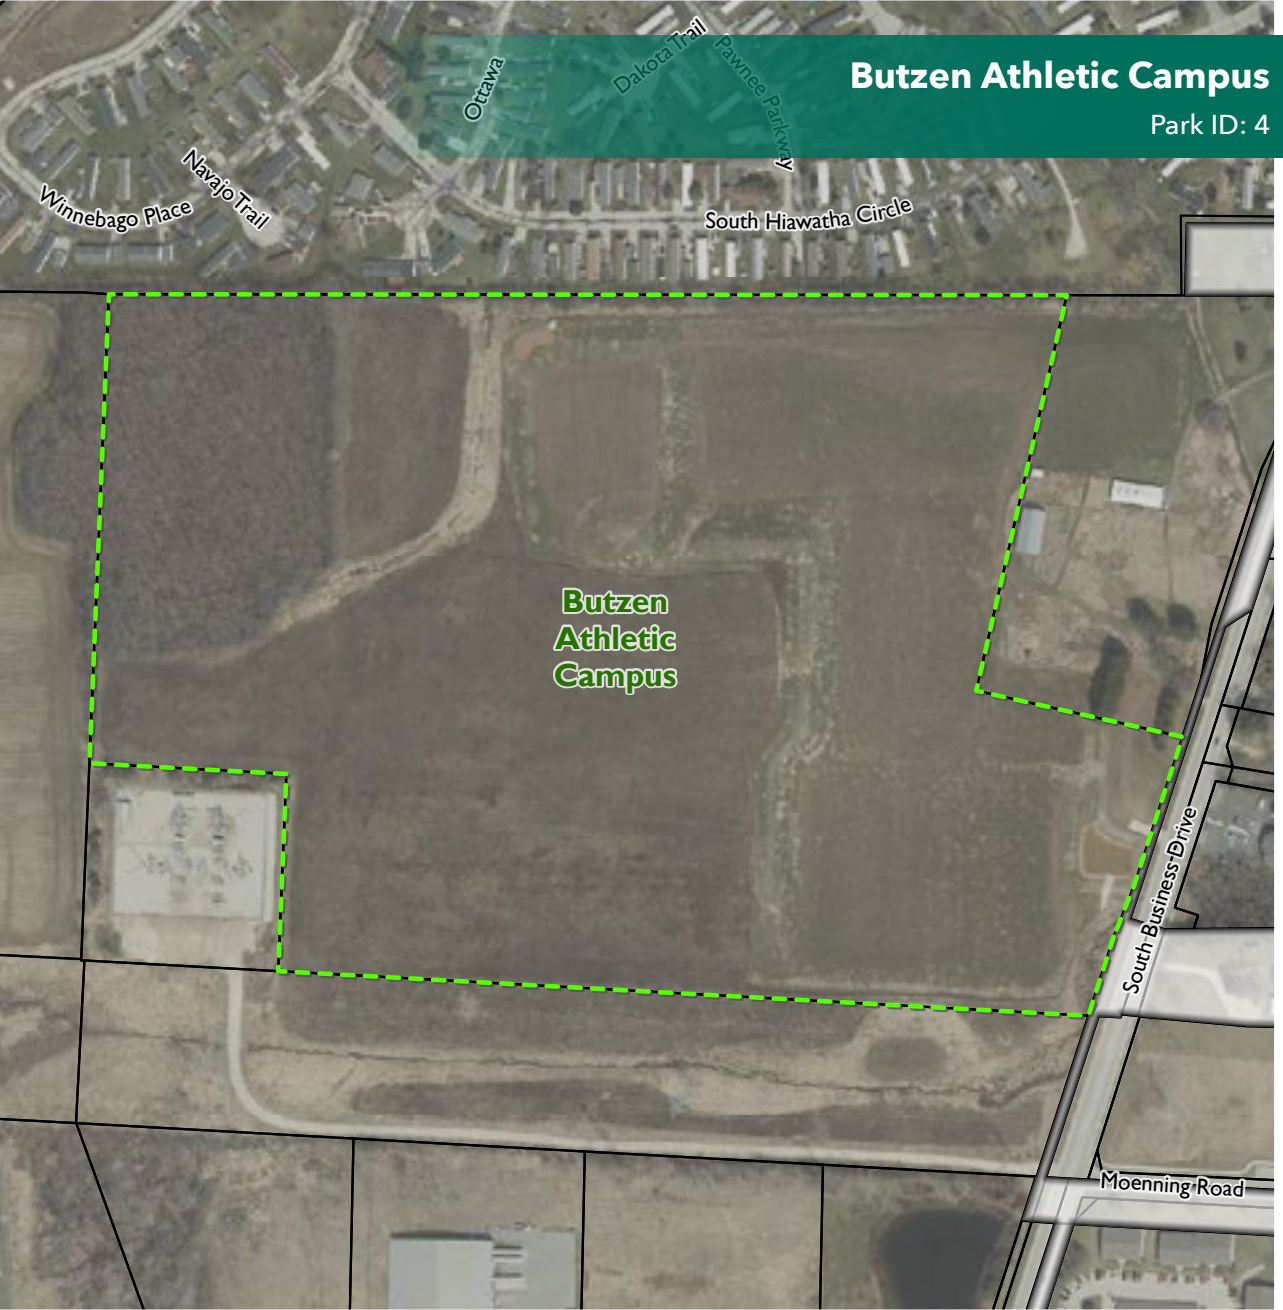 Butzen Athletic Campus
Park ID: 4
Ottawa
Dakota Trail
Pawnee Parkway
Navajo Trail
Winnebago Place
South Hiawatha Circle
Butzen
Athletic
Campus
South Business Drive
Moenning Road